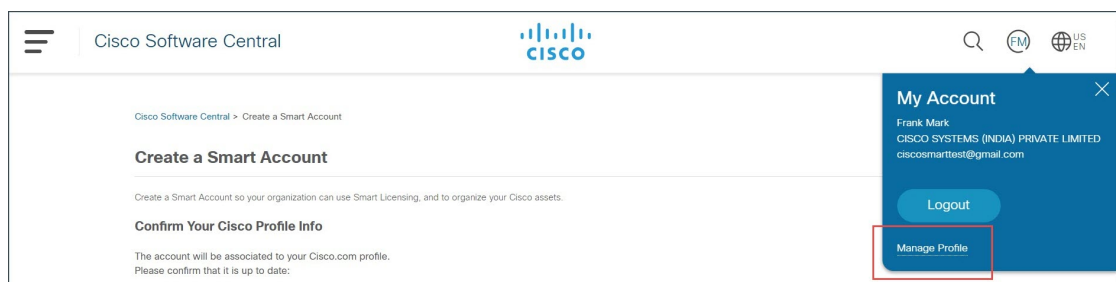 Cisco Software Central
CISCO
FM
US
EN
Cisco Software Central > Create a Smart Account
Create a Smart Account
Create a Smart Account so your organization can use Smart Licensing, and to organize your Cisco assets.
Confirm Your Cisco Profile Info
The account will be associated to your Cisco.com profile.
Please confirm that it is up to date:
My Account
Frank Mark
CISCO SYSTEMS (INDIA) PRIVATE LIMITED
ciscosmarttest@gmail.com
Logout
Manage Profile